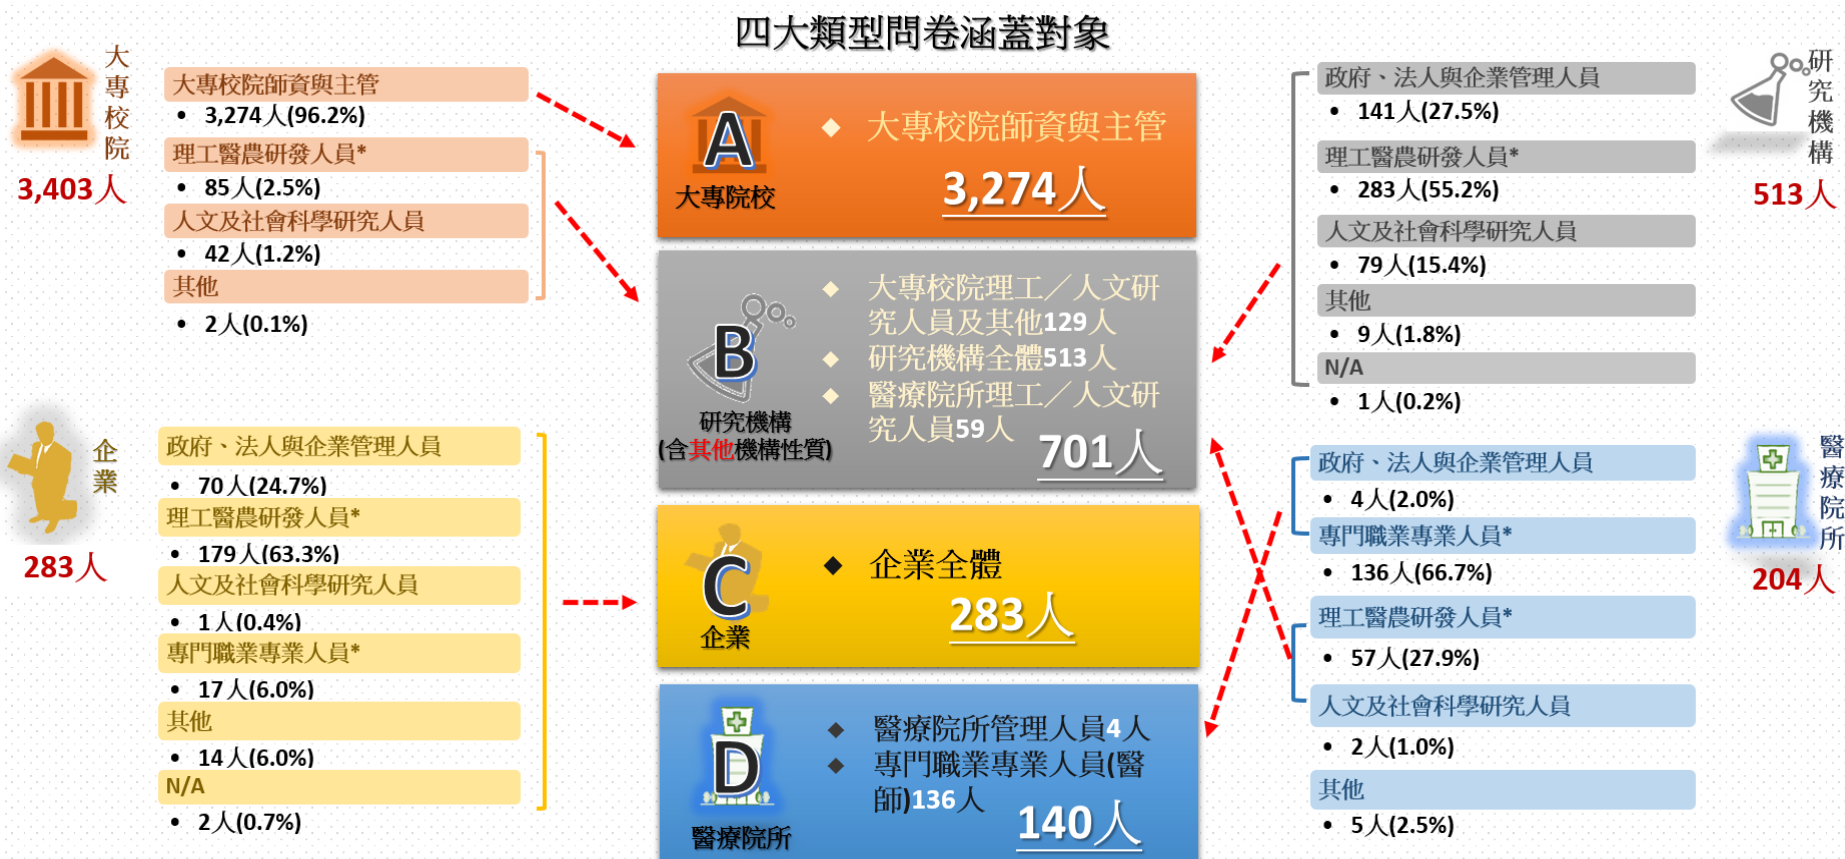 四大類型問卷涵蓋對象
大專校院
3,403人
大專校院師資與主管
• 3,274人(96.2%)
理工醫農研發人員*
• 85人(2.5%)
人文及社會科學研究人員
• 42人(1.2%)
其他
• 2人(0.1%)
企業
283人
政府、法人與企業管理人員
• 70人(24.7%)
理工醫農研發人員*
• 179人(63.3%)
人文及社會科學研究人員
• 1人(0.4%)
專門職業專業人員*
• 17人(6.0%)
其他
• 14人(6.0%)
N/A
• 2人(0.7%)
A
大專院校
◆ 大專校院師資與主管
3,274人
B
研究機構
(含其他機構性質)
◆ 大專校院理工／人文研
究人員及其他129人
◆ 研究機構全體513人
◆ 醫療院所理工／人文研
究人員59人
701人
C
企業
◆ 企業全體
283人
D
醫療院所
◆ 醫療院所管理人員4人
◆ 專門職業專業人員(醫
師)136人
140人
研究機構
513人
政府、法人與企業管理人員
• 141人(27.5%)
理工醫農研發人員*
• 283人(55.2%)
人文及社會科學研究人員
• 79人(15.4%)
其他
• 9人(1.8%)
N/A
• 1人(0.2%)
醫療院所
204人
政府、法人與企業管理人員
• 4人(2.0%)
專門職業專業人員*
• 136人(66.7%)
理工醫農研發人員*
• 57人(27.9%)
人文及社會科學研究人員
• 2人(1.0%)
其他
• 5人(2.5%)